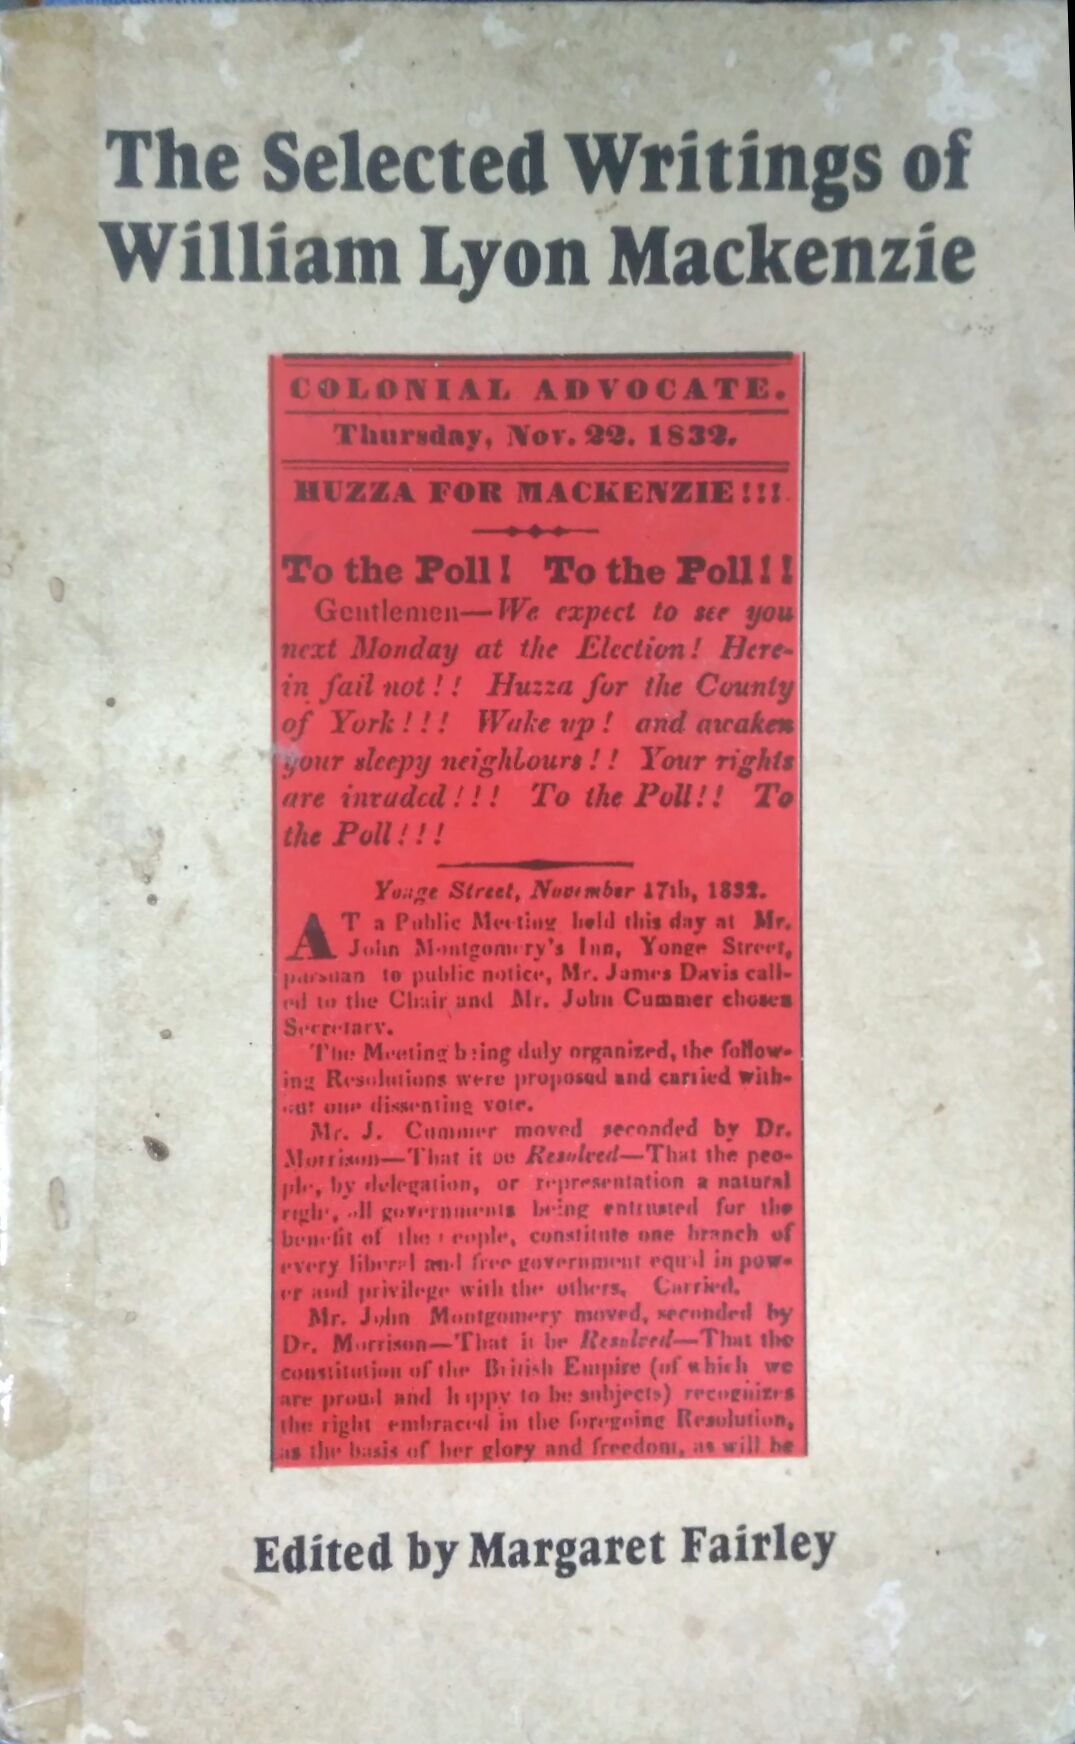 The Selected Writings of
William Lyon Mackenzie
COLONIAL ADVOCATE.
Thursday, Nov. 22. 1832.
HUZZA FOR MACKENZIE!!!
To the Poll! To the Poll!!
Gentlemen—We expect to see you
next Monday at the Election! Here-
in fail not!! Huzza for the County
of York!!! Wake up! and awaken
your sleepy neighbours!! Your rights
are invaded!!! To the Poll!! To
the Poll!!!
Yonge Street, November 17th, 1832.
AT a Public Meeting held this day at Mr.
John Montgomery's Inn, Yonge Street,
pursuan to public notice, Mr. James Davis call-
ed to the Chair and Mr. John Cummer chosen
Secretary.
The Meeting being duly organized, the follow-
ing Resolutions were proposed and carried with-
out one dissenting vote.
Mr. J. Cummer moved seconded by Dr.
Morrison—That it be Resolved—That the peo-
ple, by delegation, or representation a natural
right, all governments being entrusted for the
benefit of the people, constitute one branch of
every liberal and free government equal in pow-
er and privilege with the others. Carried.
Mr. John Montgomery moved, seconded by
Dr. Morrison—That it be Resolved—That the
constitution of the British Empire (of which we
are proud and happy to be subjects) recognizes
the right embraced in the foregoing Resolution,
as the basis of her glory and freedom, as will be
Edited by Margaret Fairley